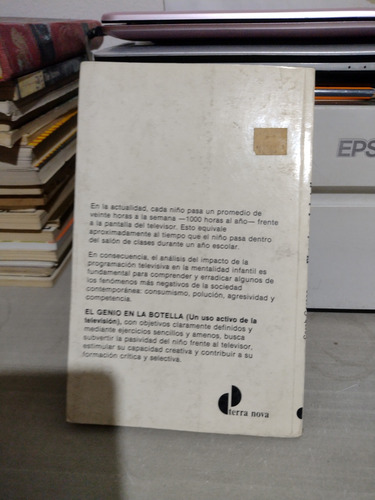 EPS
En la actualidad, cada niño pasa un promedio de
veinte horas a la semana —1000 horas al año— frente
a la pantalla del televisor. Esto equivale
aproximadamente al tiempo que el niño pasa dentro
del salón de clases durante un año escolar.
En consecuencia, el análisis del impacto de la
programación televisiva en la mentalidad infantil es
fundamental para comprender y erradicar algunos de
los fenómenos más negativos de la sociedad
contemporánea: consumismo, polución, agresividad y
competencia.
EL GENIO EN LA BOTELLA (Un uso activo de la
televisión), con objetivos claramente definidos y
mediante ejercicios sencillos y amenos, busca
subvertir la pasividad del niño frente al televisor,
estimular su capacidad creativa y contribuir a su
formación crítica y selectiva.
terra nova